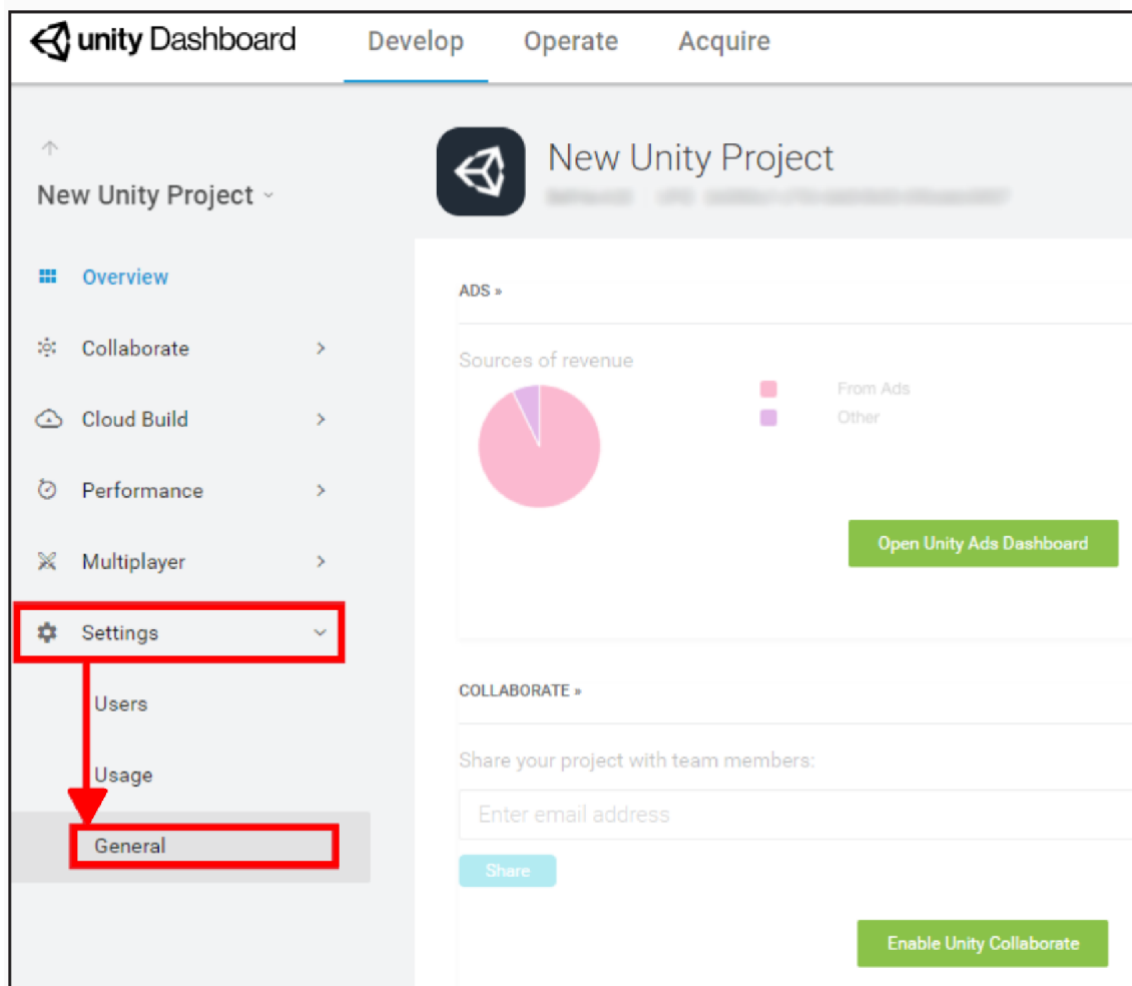 unity Dashboard
Develop
Operate
Acquire
New Unity Project
Overview
Collaborate
Cloud Build
Performance
Multiplayer
Settings
Users
Usage
General
New Unity Project
ADS »
Sources of revenue
From Ads
Other
Open Unity Ads Dashboard
COLLABORATE »
Share your project with team members:
Enter email address
Share
Enable Unity Collaborate